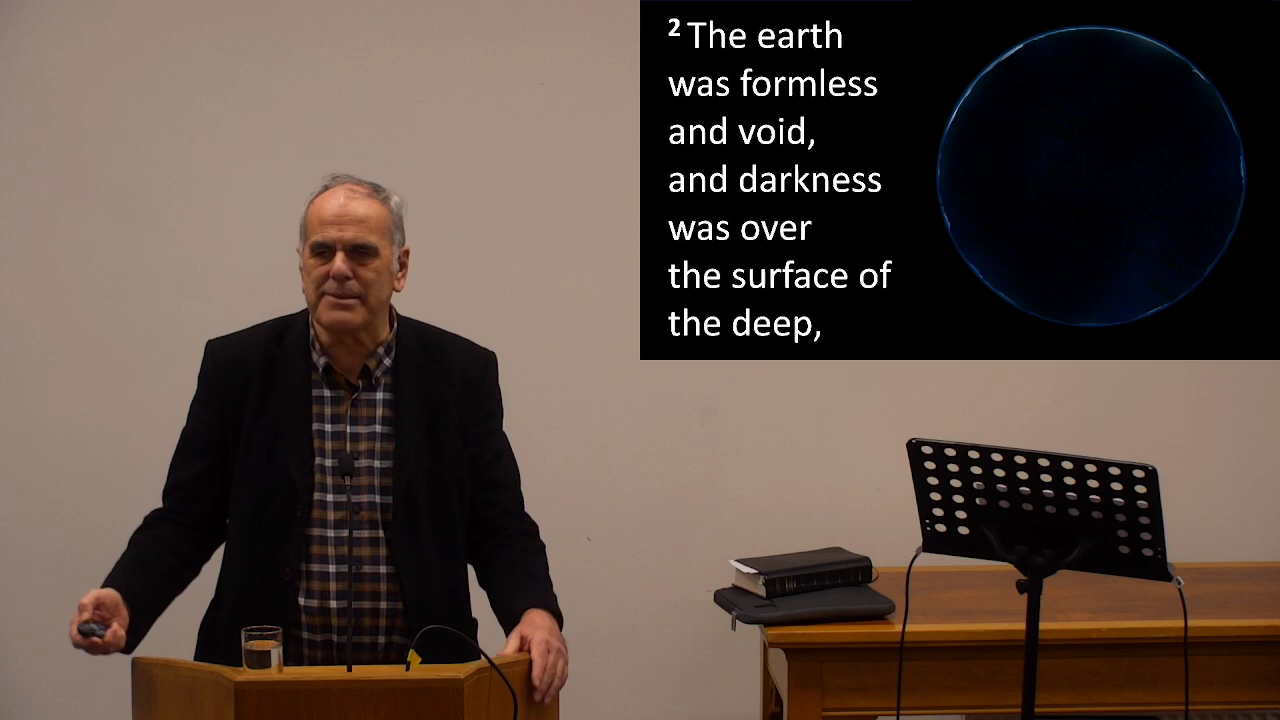 ² The earth
was formless
and void,
and darkness
was over
the surface of
the deep,